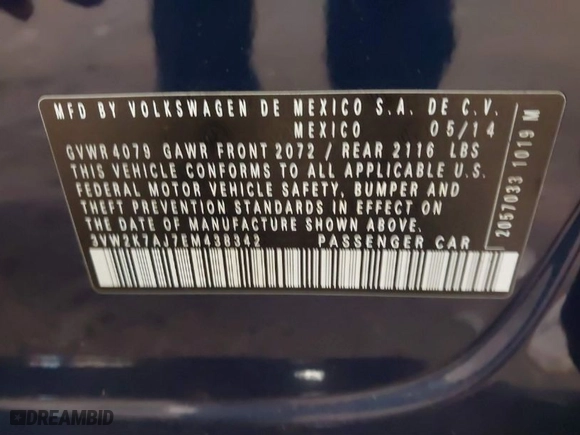 MFD BY VOLKSWAGEN DE MEXICO S.A. DE C.V.
MEXICO 05/14
GVWR 4079 GAWR FRONT 2072 / REAR 2116 LBS
THIS VEHICLE CONFORMS TO ALL APPLICABLE U.S.
FEDERAL MOTOR VEHICLE SAFETY, BUMPER AND
THEFT PREVENTION STANDARDS IN EFFECT ON
THE DATE OF MANUFACTURE SHOWN ABOVE.
3VW2K7AJ7EM438342 PASSENGER CAR
2057033 1019 M
DREAMBID